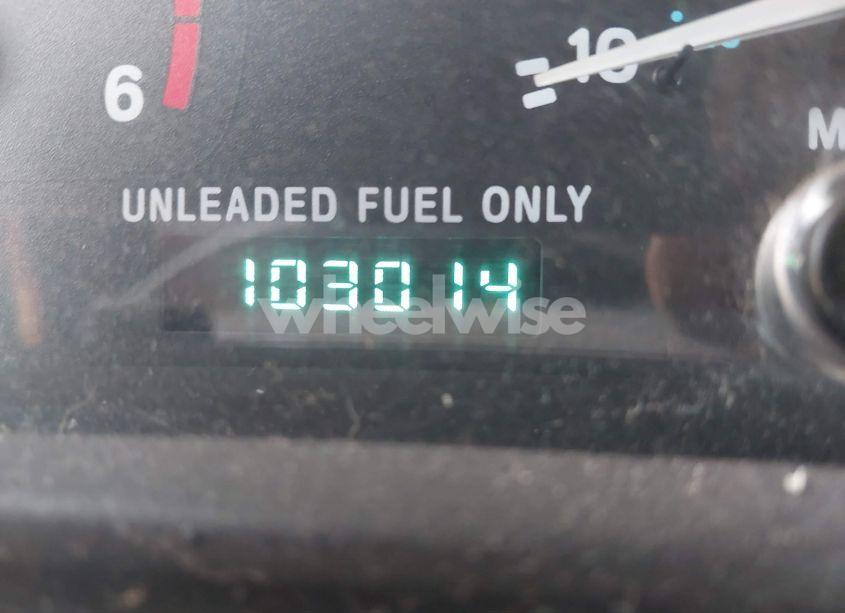 6
10
M
UNLEADED FUEL ONLY
103014
wheelwise